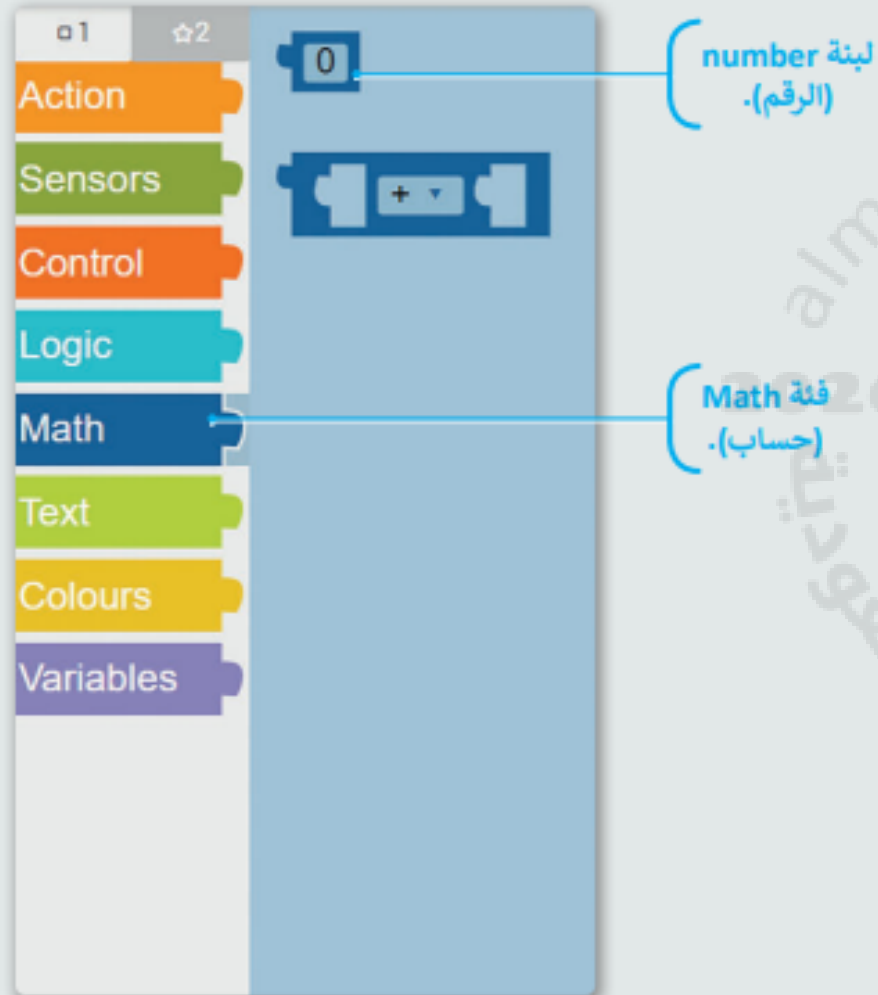 1
2
Action
Sensors
Control
Logic
Math
Text
Colours
Variables
0
+
لبنة number
(الرقم).
فئة Math
(حساب).